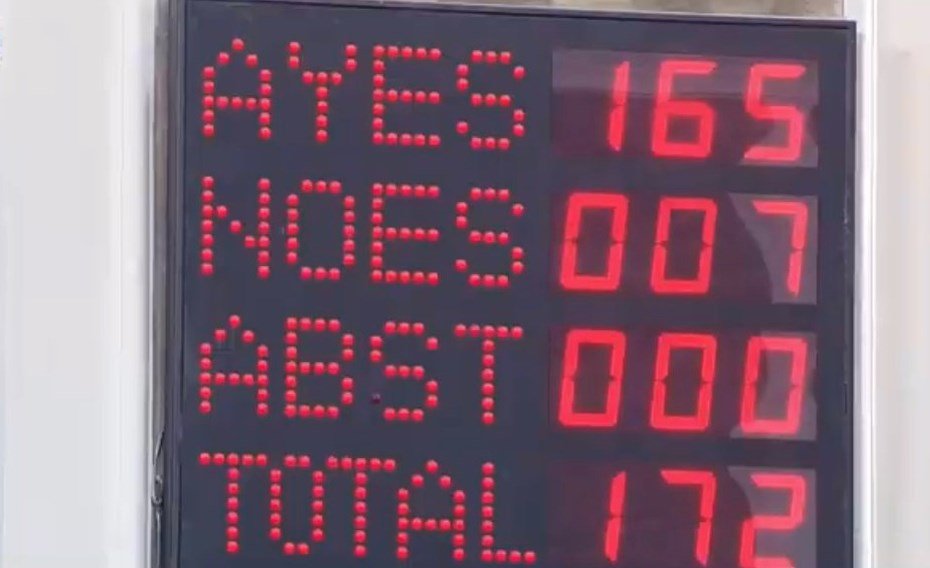 AYES 165
NOES 007
ABST 000
TOTAL 172